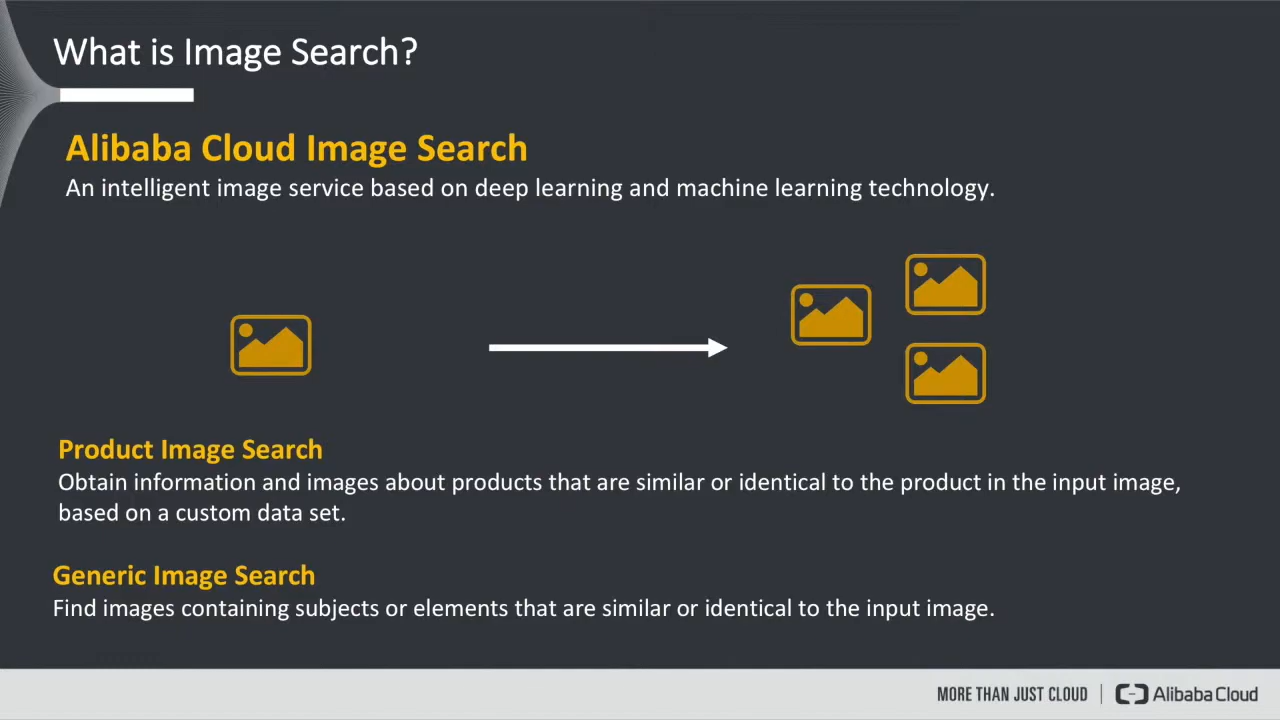 What is Image Search?
Alibaba Cloud Image Search
An intelligent image service based on deep learning and machine learning technology.
Product Image Search
Obtain information and images about products that are similar or identical to the product in the input image,
based on a custom data set.
Generic Image Search
Find images containing subjects or elements that are similar or identical to the input image.
MORE THAN JUST CLOUD | Alibaba Cloud